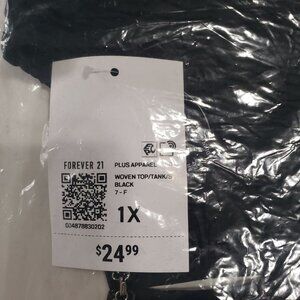 FOREVER 21
PLUS APPAREL
WOVEN TOP/TANK/S
BLACK
7 - F
1X
004878830202
$24.99